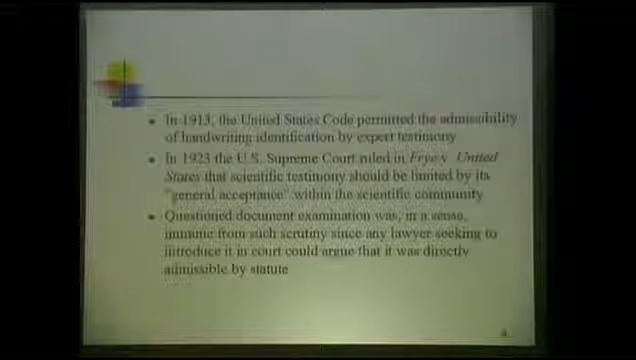 In 1913, the United States Code permitted the admissibility
of handwriting identification by expert testimony
In 1923 the U.S. Supreme Court ruled in Frye v. United
States that scientific testimony should be limited by its
"general acceptance" within the scientific community
Questioned document examination was, in a sense,
immune from such scrutiny since any lawyer seeking to
introduce it in court could argue that it was directly
admissible by statute